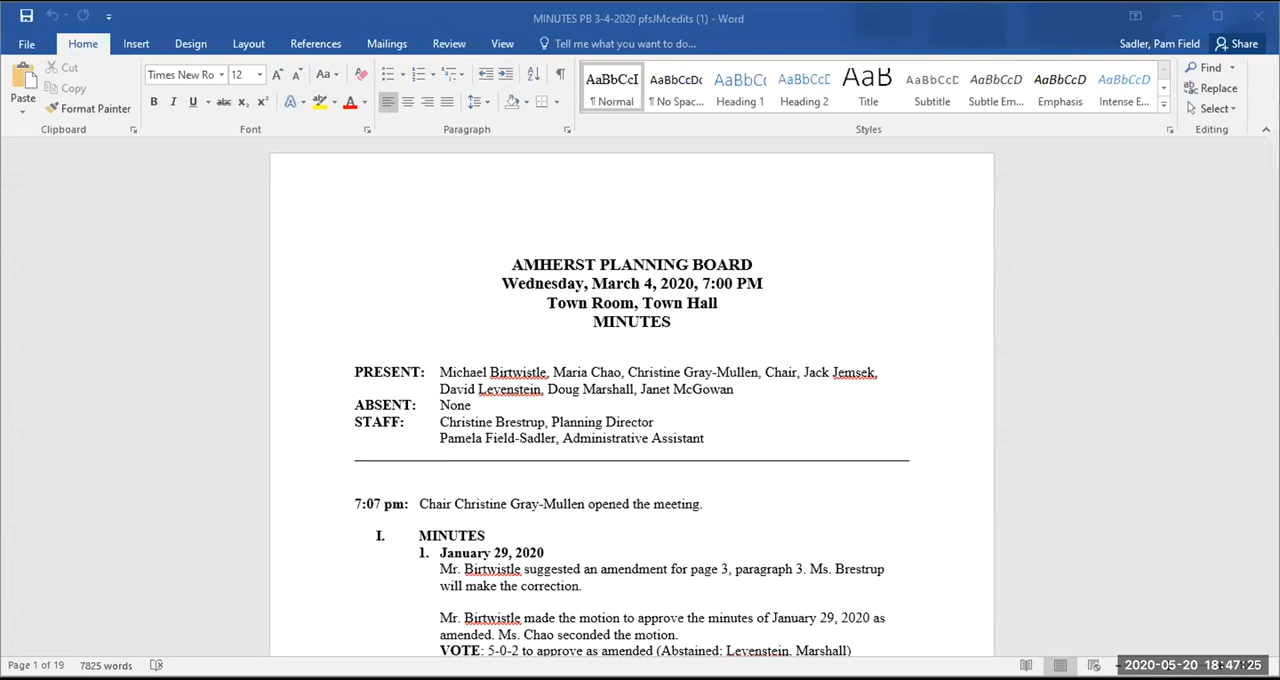 MINUTES PB 3-4-2020 pfsJMcedits (1) - Word
File Home Insert Design Layout References Mailings Review View Tell me what you want to do... Sadler, Pam Field Share
Paste
Cut
Copy
Format Painter
Clipboard
Times New Ro 12 Aa
B I U abc X₂ X² A A
Font
Paragraph
AaBbCcI AaBbCcDc AaBbC( AaBbCcD AaB AaBbCcD AaBbCcD AaBbCcD AaBbCcD
¶ Normal ¶ No Spac... Heading 1 Heading 2 Title Subtitle Subtle Em... Emphasis Intense E...
Styles
Find
Replace
Select
Editing
AMHERST PLANNING BOARD
Wednesday, March 4, 2020, 7:00 PM
Town Room, Town Hall
MINUTES
PRESENT: Michael Birtwistle, Maria Chao, Christine Gray-Mullen, Chair, Jack Jemsek,
David Levenstein, Doug Marshall, Janet McGowan
ABSENT: None
STAFF: Christine Brestrup, Planning Director
Pamela Field-Sadler, Administrative Assistant
7:07 pm: Chair Christine Gray-Mullen opened the meeting.
I. MINUTES
1. January 29, 2020
Mr. Birtwistle suggested an amendment for page 3, paragraph 3. Ms. Brestrup
will make the correction.
Mr. Birtwistle made the motion to approve the minutes of January 29, 2020 as
amended. Ms. Chao seconded the motion.
VOTE: 5-0-2 to approve as amended (Abstained: Levenstein, Marshall)
Page 1 of 19 7825 words
2020-05-20 18:47:25